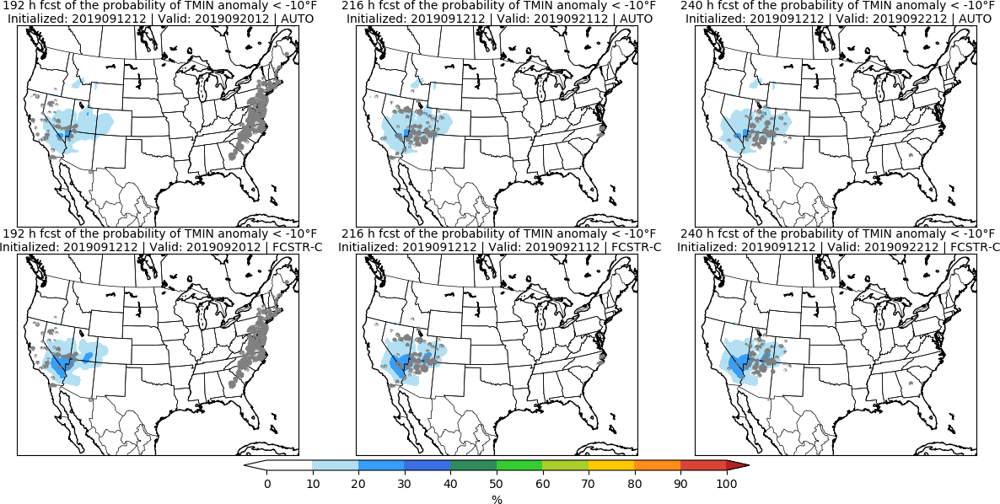 192 h fcst of the probability of TMIN anomaly < -10°F
Initialized: 2019091212 | Valid: 2019092012 | AUTO
216 h fcst of the probability of TMIN anomaly < -10°F
Initialized: 2019091212 | Valid: 2019092112 | AUTO
240 h fcst of the probability of TMIN anomaly < -10°F
Initialized: 2019091212 | Valid: 2019092212 | AUTO
192 h fcst of the probability of TMIN anomaly < -10°F
Initialized: 2019091212 | Valid: 2019092012 | FCSTR-C
216 h fcst of the probability of TMIN anomaly < -10°F
Initialized: 2019091212 | Valid: 2019092112 | FCSTR-C
240 h fcst of the probability of TMIN anomaly < -10°F
Initialized: 2019091212 | Valid: 2019092212 | FCSTR-C
0 10 20 30 40 50 60 70 80 90 100
%